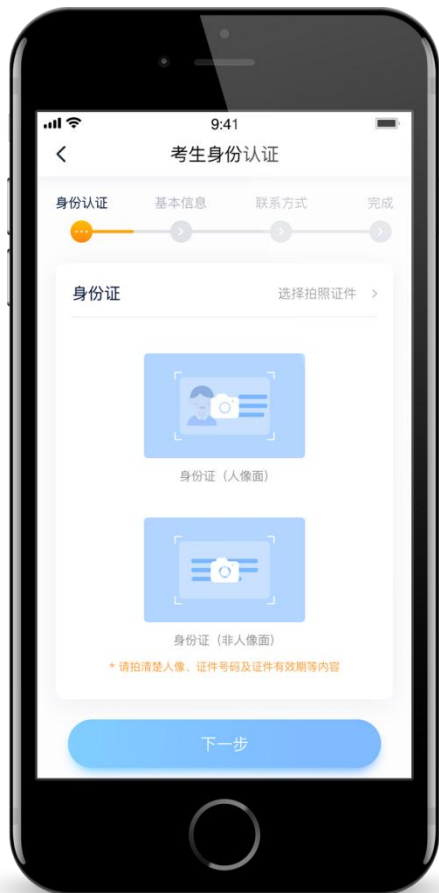 9:41
考生身份认证
身份认证 基本信息 联系方式 完成
身份证 选择拍照证件
身份证（人像面）
身份证（非人像面）
* 请拍清楚人像、证件号码及证件有效期等内容
下一步